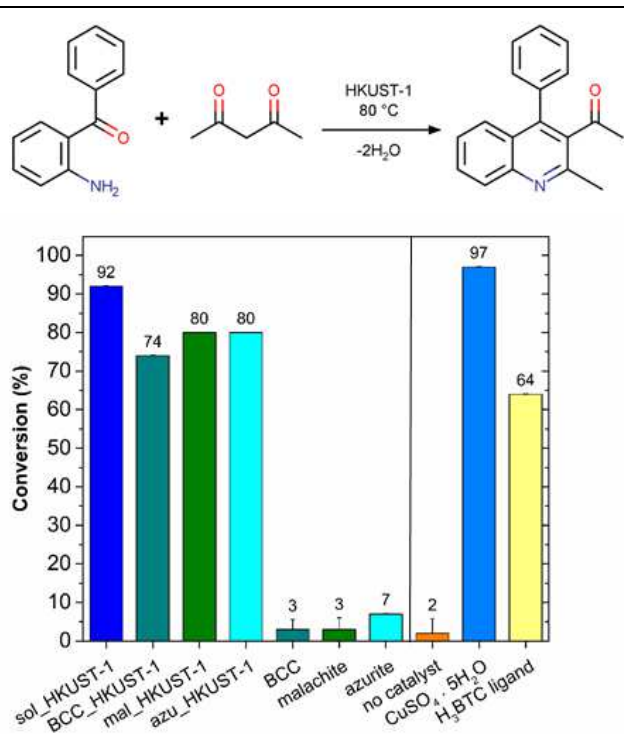 O
NH₂
+
O O
HKUST-1
80 °C
-2H₂O
O
N
Conversion (%)
100
90
80
70
60
50
40
30
20
10
0
92
74
80
80
3
3
7
2
97
64
sol_HKUST-1
BCC_HKUST-1
mal_HKUST-1
azu_HKUST-1
BCC
malachite
azurite
no catalyst
CuSO₄ · 5H₂O
H₃BTC ligand